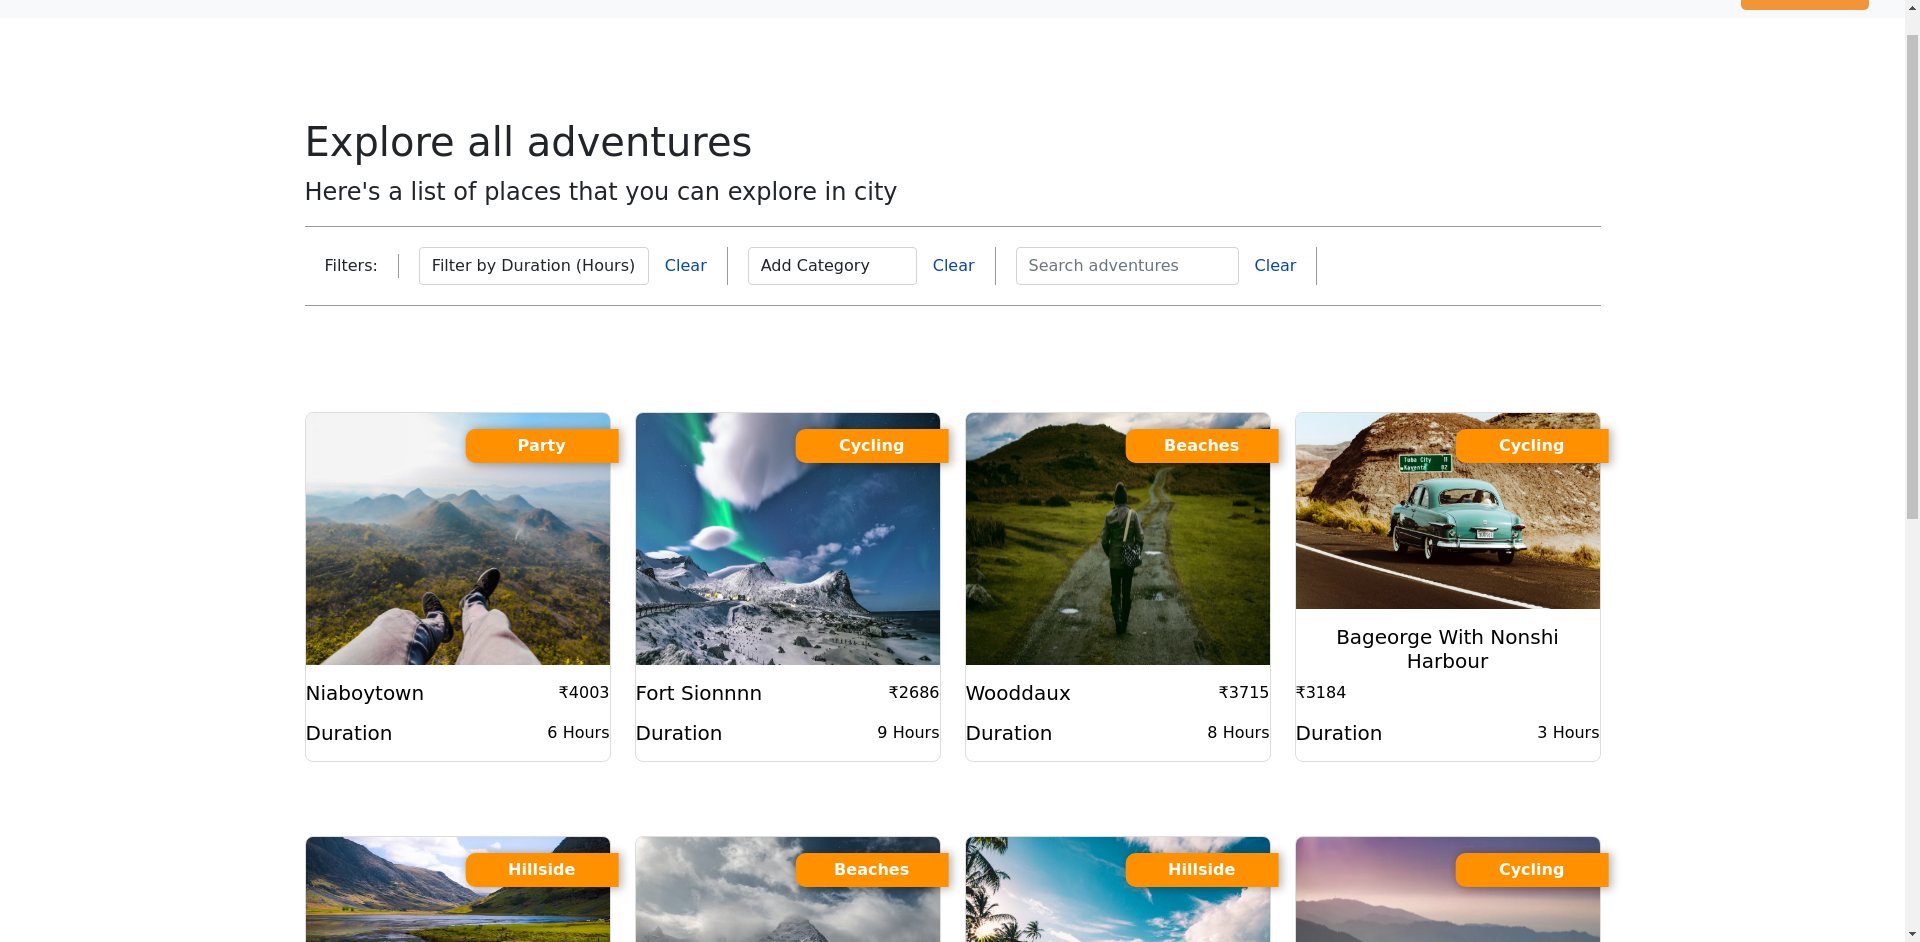 Explore all adventures
Here's a list of places that you can explore in city
Filters: Filter by Duration (Hours) Clear Add Category Clear Search adventures Clear
Party
Cycling
Beaches
Cycling
Tuba City 11
Kayenta 82
Niaboytown ₹4003
Duration 6 Hours
Fort Sionnnn ₹2686
Duration 9 Hours
Wooddaux ₹3715
Duration 8 Hours
Bageorge With Nonshi
Harbour
₹3184
Duration 3 Hours
Hillside
Beaches
Hillside
Cycling